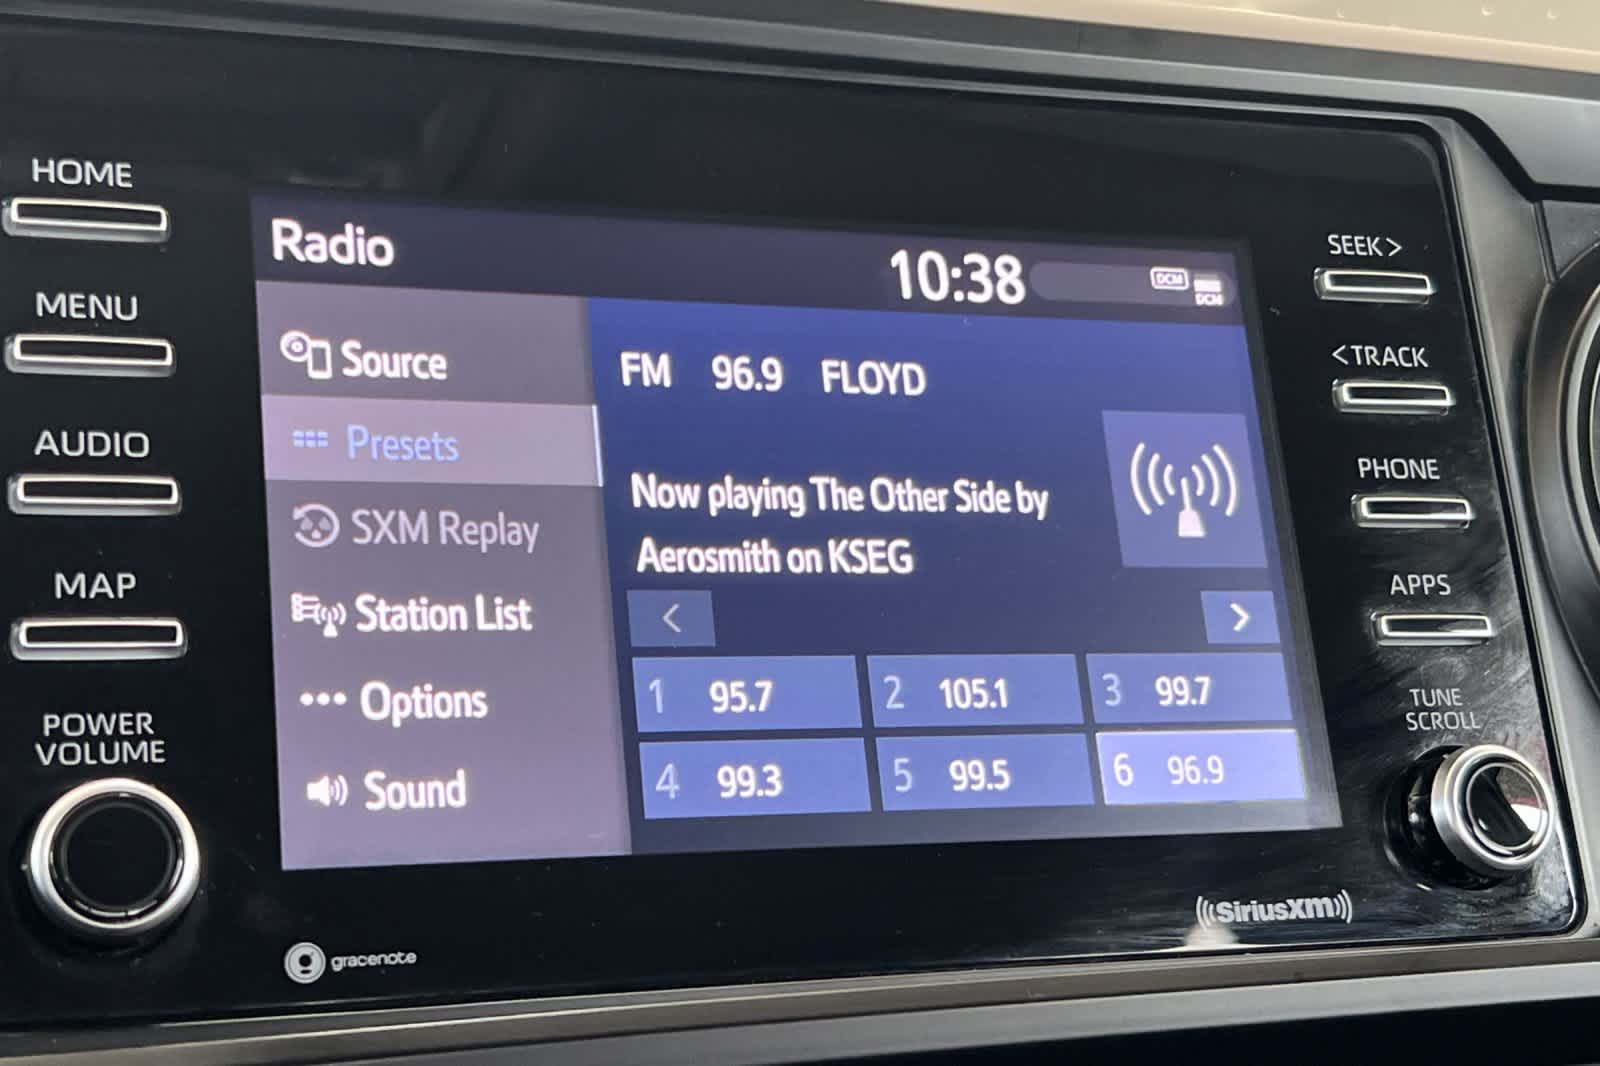 HOME
MENU
AUDIO
MAP
POWER
VOLUME
Radio
10:38
DCM
DCM
Source
Presets
SXM Replay
Station List
Options
Sound
FM 96.9 FLOYD
Now playing The Other Side by
Aerosmith on KSEG
<
>
1 95.7
2 105.1
3 99.7
4 99.3
5 99.5
6 96.9
SEEK >
< TRACK
PHONE
APPS
TUNE
SCROLL
gracenote
((SiriusXM))